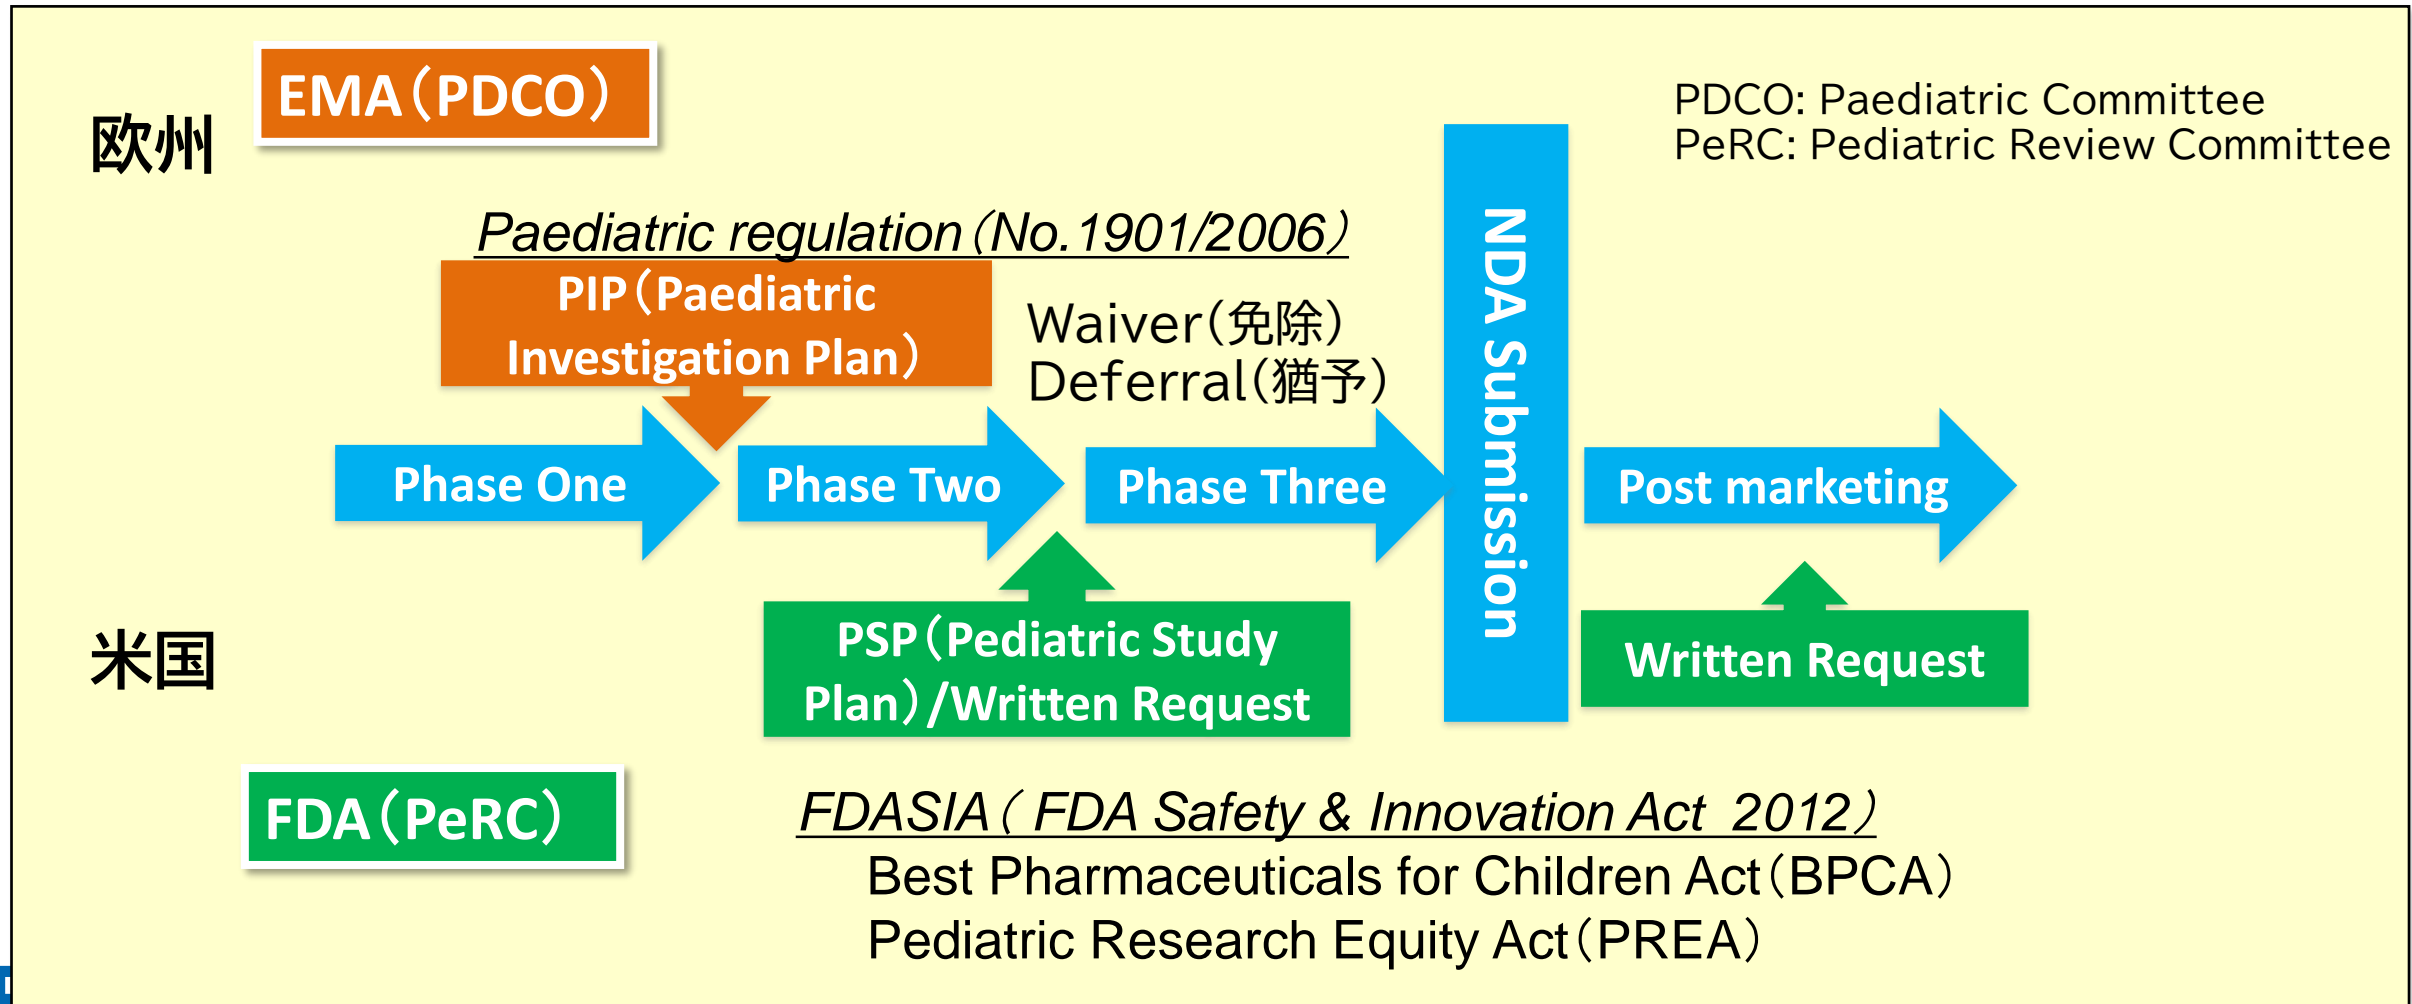 EMA（PDCO）
欧州
PDCO: Paediatric Committee
PeRC: Pediatric Review Committee
Paediatric regulation（No.1901/2006）
PIP（Paediatric
Investigation Plan）
Waiver(免除)
Deferral(猶予)
NDA Submission
Phase One
Phase Two
Phase Three
Post marketing
PSP（Pediatric Study
Plan）/Written Request
Written Request
米国
FDA（PeRC）
FDASIA（ FDA Safety & Innovation Act  2012）
Best Pharmaceuticals for Children Act（BPCA）
Pediatric Research Equity Act（PREA）